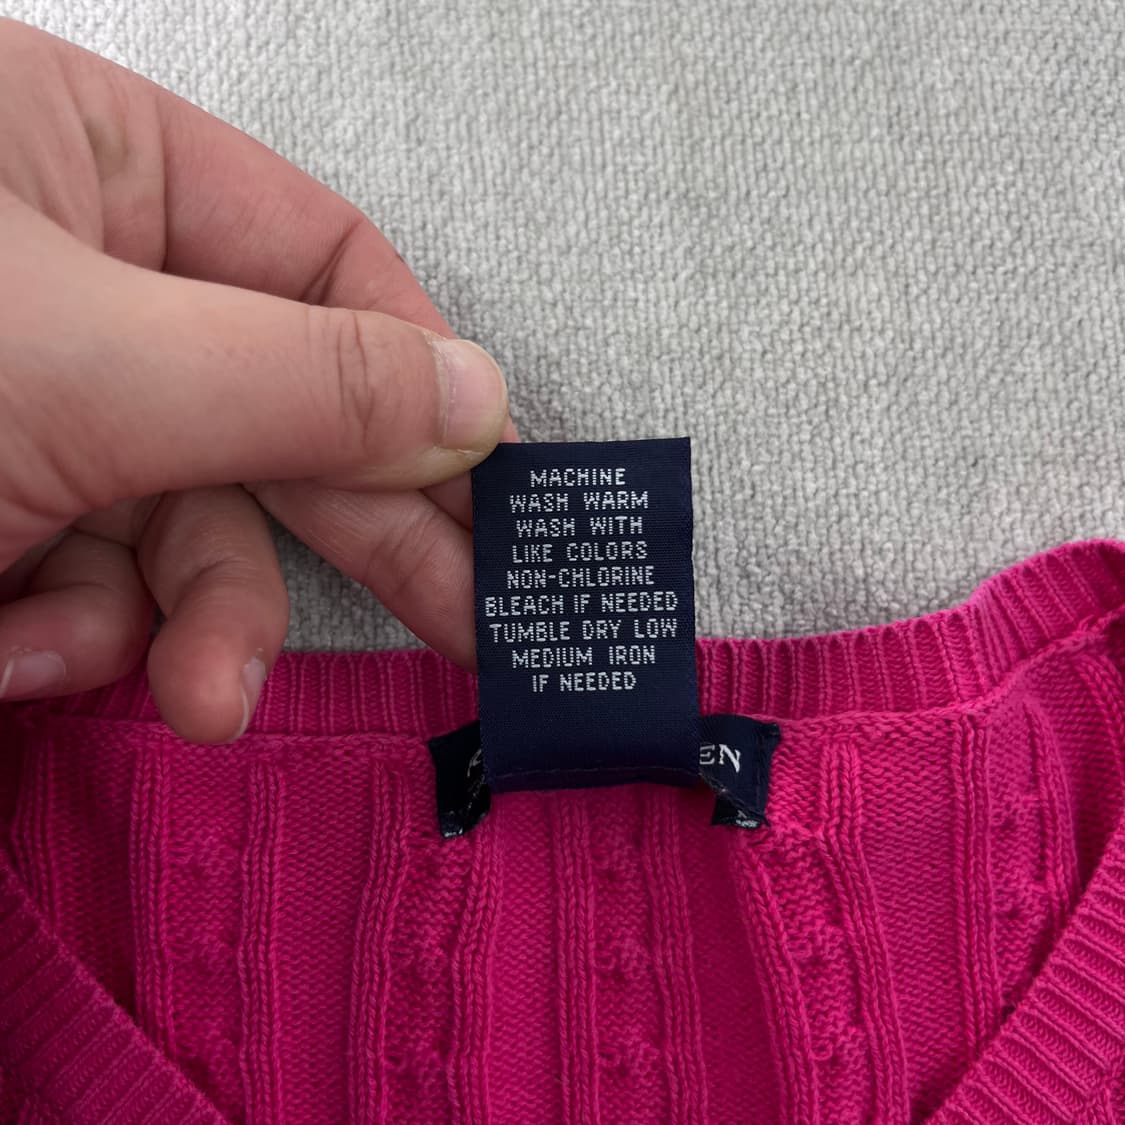 MACHINE
WASH WARM
WASH WITH
LIKE COLORS
NON-CHLORINE
BLEACH IF NEEDED
TUMBLE DRY LOW
MEDIUM IRON
IF NEEDED